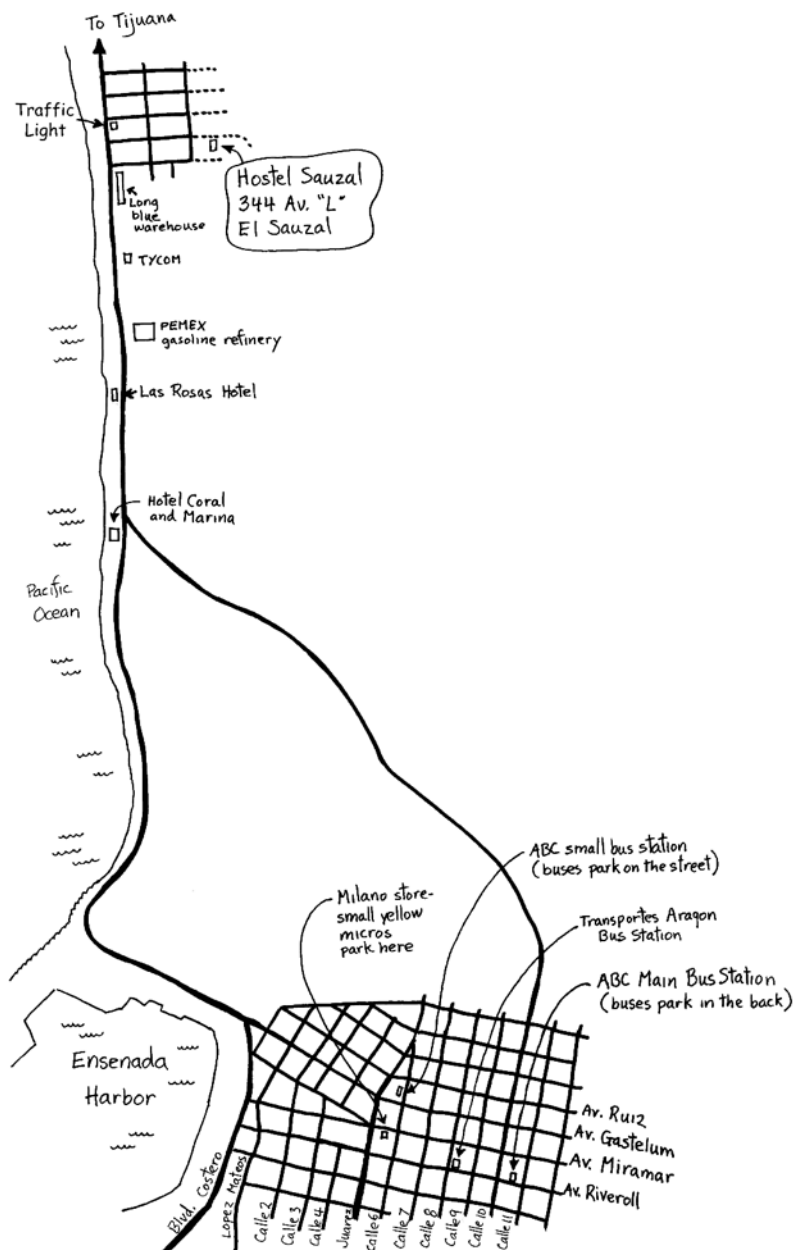 To Tijuana
Traffic
Light
Hostel Sauzal
344 Av. "L"
El Sauzal
Long
blue
warehouse
TYCOM
PEMEX
gasoline refinery
Las Rosas Hotel
Hotel Coral
and Marina
Pacific
Ocean
ABC small bus station
(buses park on the street)
Milano store-
small yellow
micros
park here
Transportes Aragon
Bus Station
ABC Main Bus Station
(buses park in the back)
Ensenada
Harbor
Av. Ruiz
Av. Gastelum
Av. Miramar
Av. Riveroll
Blvd. Costero
Lopez Mateos
Calle 2
Calle 3
Calle 4
Juarez
Calle 6
Calle 7
Calle 8
Calle 9
Calle 10
Calle 11